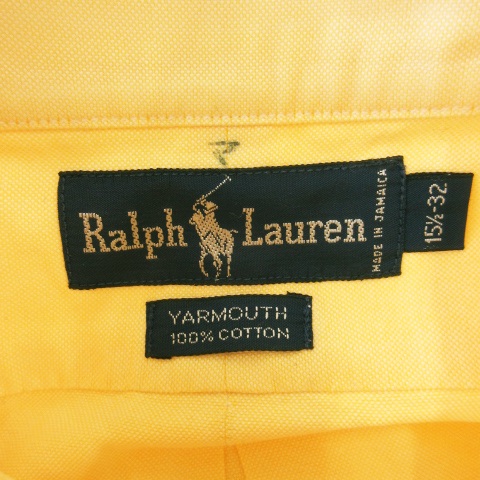 Ralph Lauren
MADE IN JAMAICA
15½-32
YARMOUTH
100% COTTON